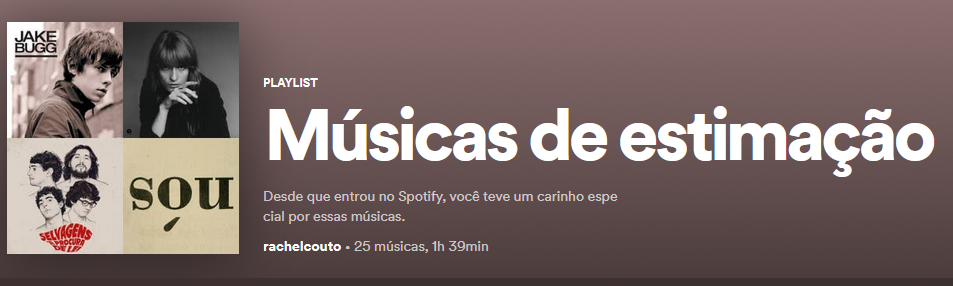 JAKE
BUGG
PLAYLIST
Músicas de estimação
Desde que entrou no Spotify, você teve um carinho espe
cial por essas músicas.
rachelcouto • 25 músicas, 1h 39min
SELVAGENS
À PROCURA
DE LEI
sou